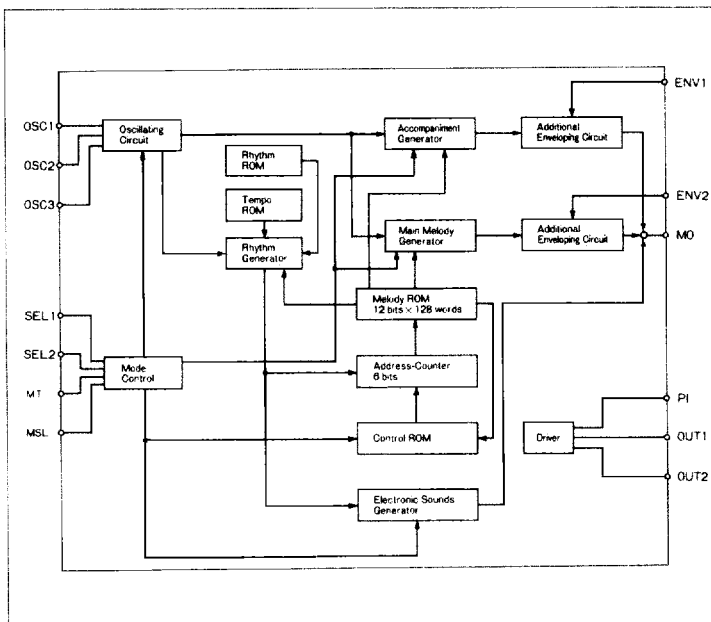 ENV1
OSC1
Oscillating
Circuit
Accompaniment
Generator
Additional
Enveloping Circuit
OSC2
Rhythm
ROM
OSC3
Tempo
ROM
ENV2
Rhythm
Generator
Main Melody
Generator
Additional
Enveloping Circuit
MO
Melody ROM
12 bits × 128 words
SEL1
SEL2
Mode
Control
Address-Counter
6 bits
MT
PI
MSL
Control ROM
Driver
OUT1
OUT2
Electronic Sounds
Generator